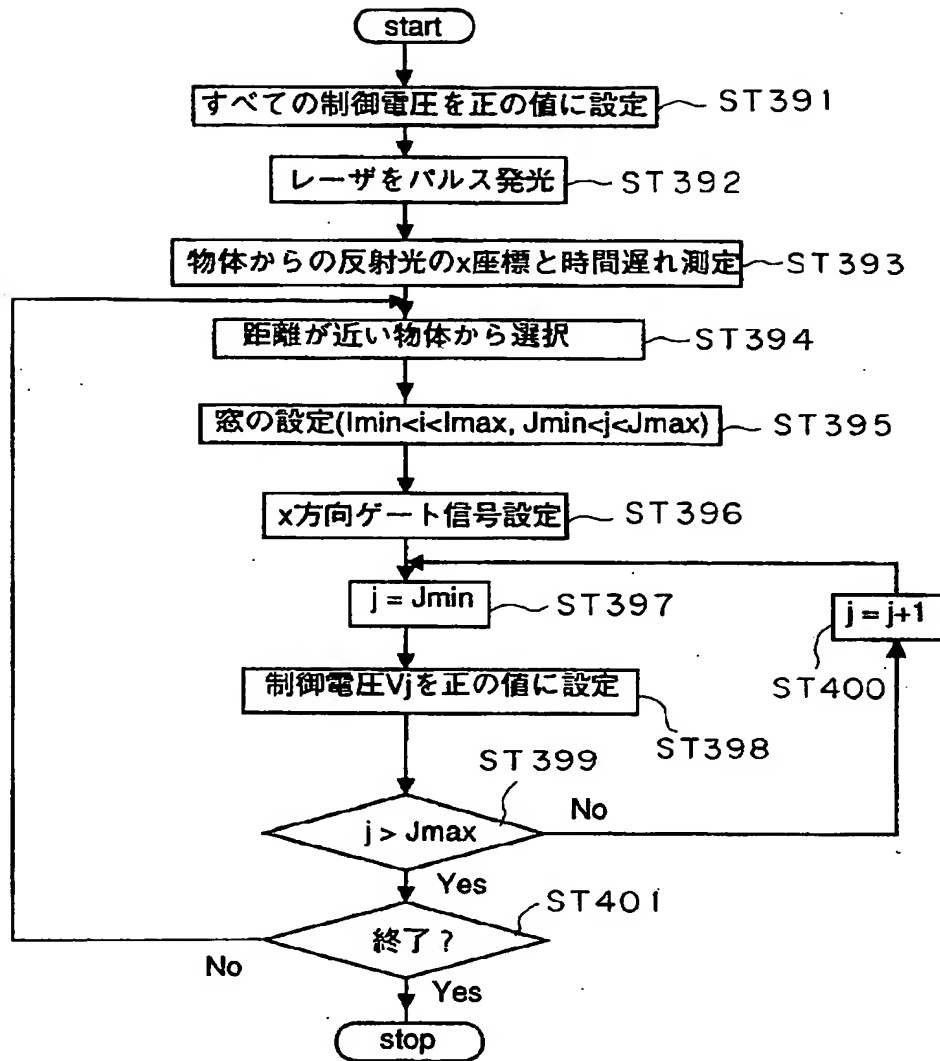 start
すべての制御電圧を正の値に設定
ST391
レーザをパルス発光
ST392
物体からの反射光のx座標と時間遅れ測定
ST393
距離が近い物体から選択
ST394
窓の設定(Imin<i<Imax, Jmin<j<Jmax)
ST395
x方向ゲート信号設定
ST396
j = Jmin
ST397
j = j+1
ST400
制御電圧Vjを正の値に設定
ST398
ST399
j > Jmax
No
Yes
ST401
終了?
No
Yes
stop